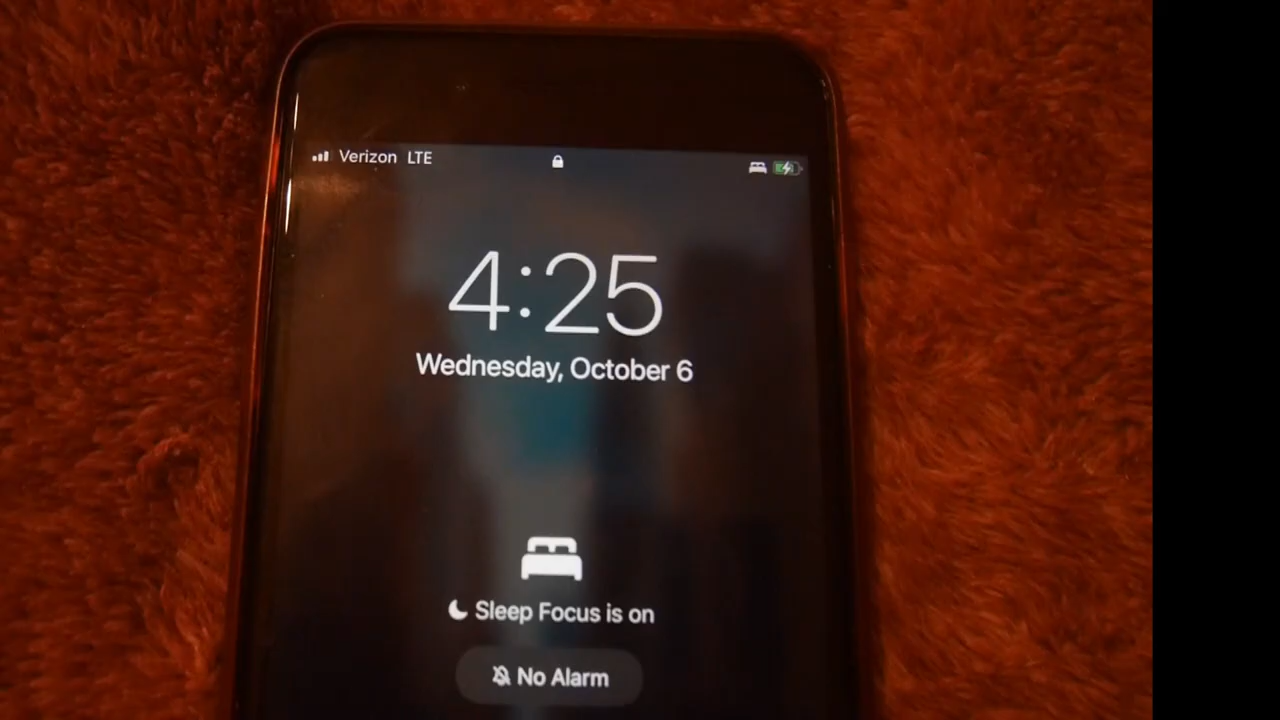 Verizon LTE
4:25
Wednesday, October 6
Sleep Focus is on
No Alarm